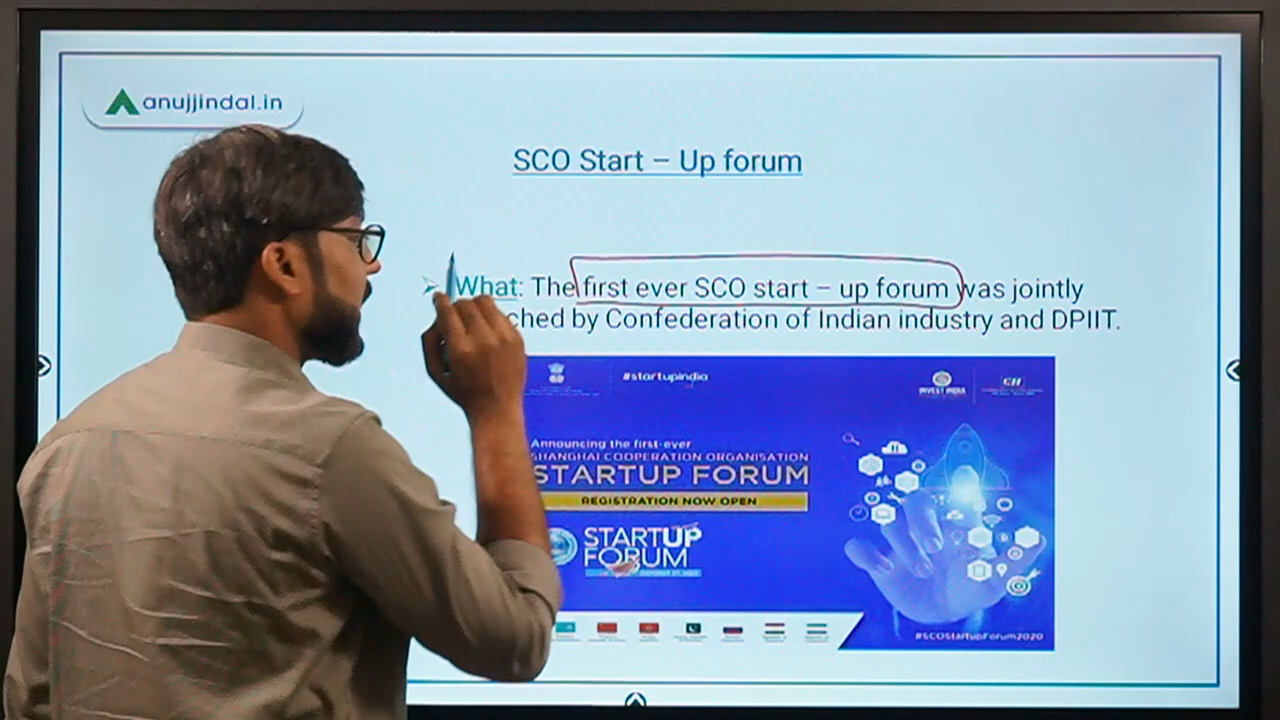 anujjindal.in
SCO Start – Up forum
What: The first ever SCO start – up forum was jointly
ched by Confederation of Indian industry and DPIIT.
#startupindia
INVEST INDIA
CII
Announcing the first-ever
SHANGHAI COOPERATION ORGANISATION
STARTUP FORUM
REGISTRATION NOW OPEN
STARTUP
FORUM
#SCOStartupForum2020